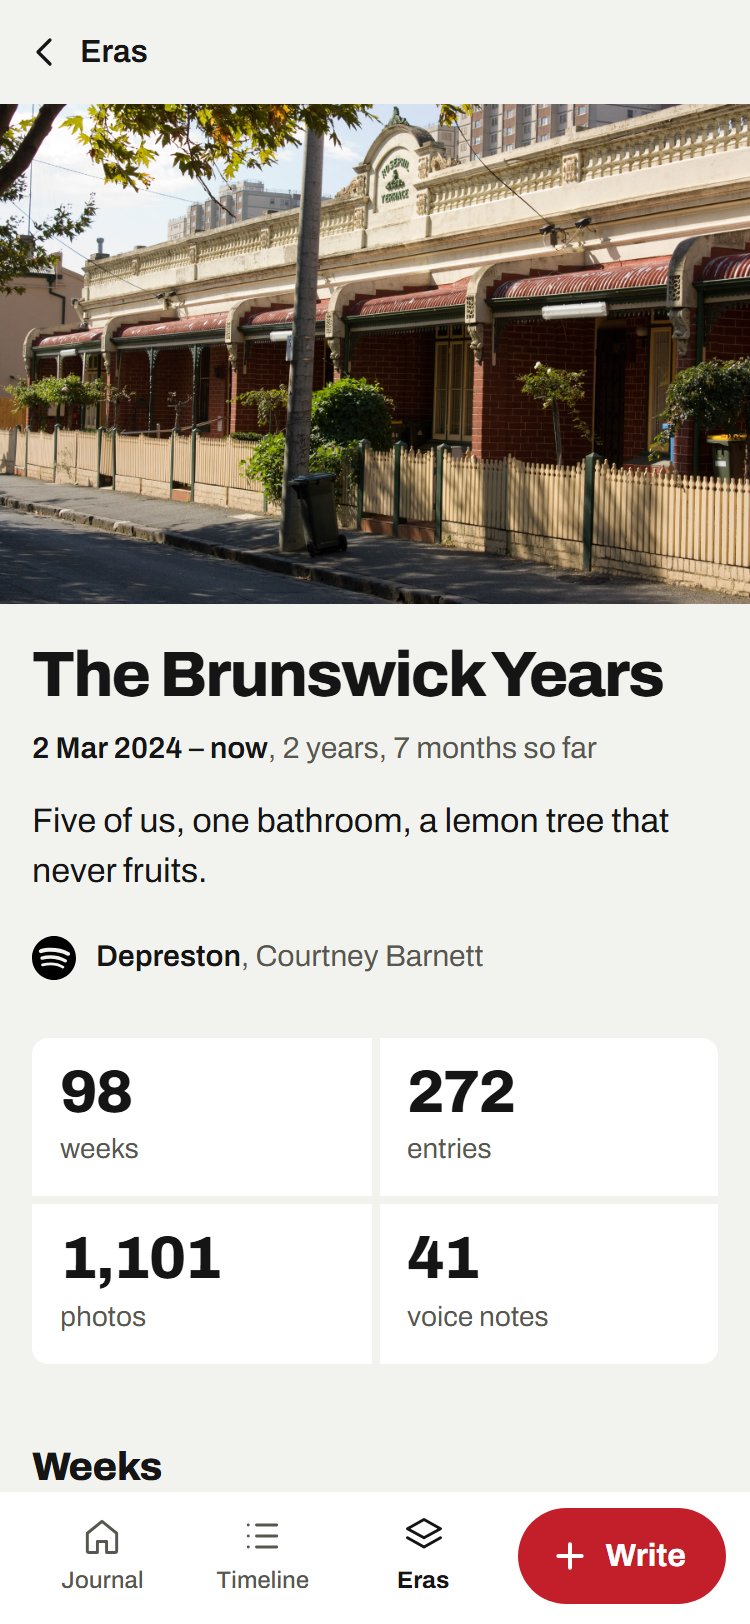 Eras
ROSEPHIL
TERRACE
The Brunswick Years
2 Mar 2024 – now, 2 years, 7 months so far
Five of us, one bathroom, a lemon tree that
never fruits.
Depreston, Courtney Barnett
98
weeks
272
entries
1,101
photos
41
voice notes
Weeks
Journal
Timeline
Eras
Write